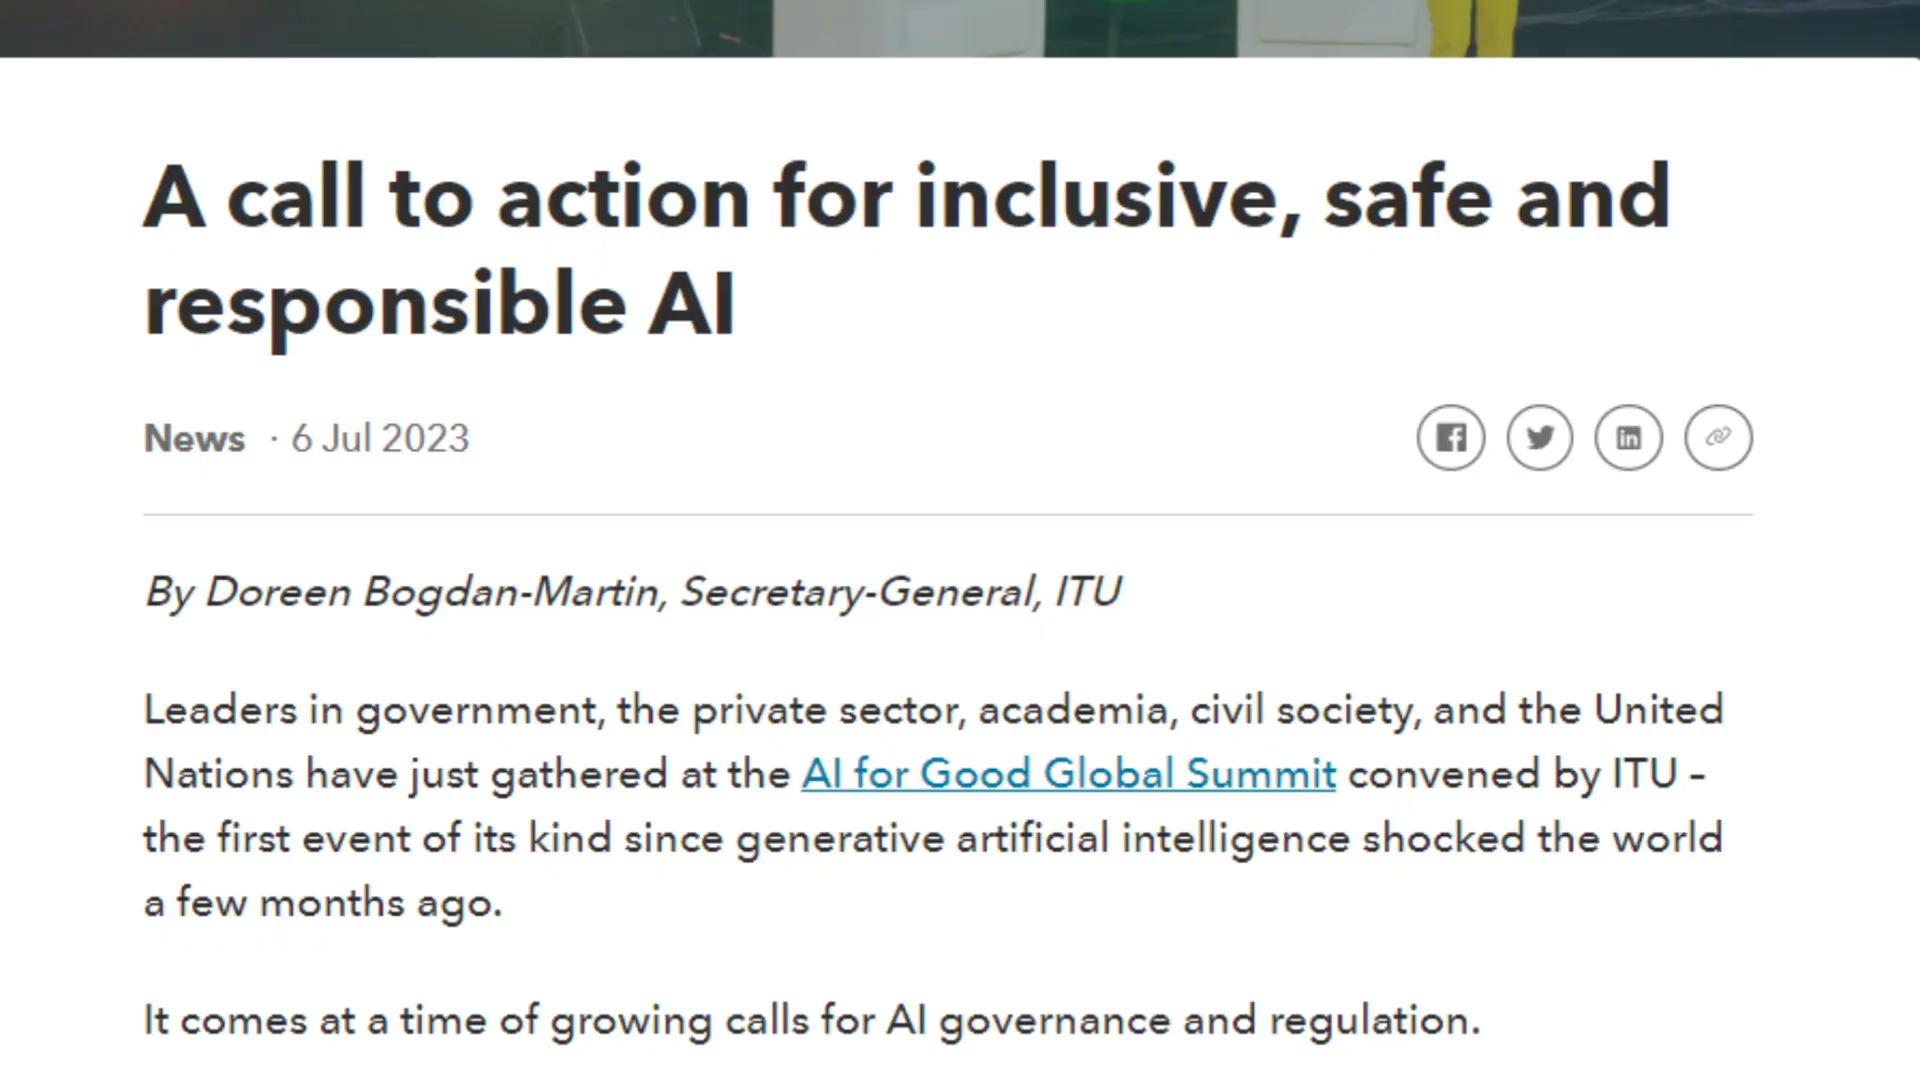 A call to action for inclusive, safe and
responsible AI
News · 6 Jul 2023
By Doreen Bogdan-Martin, Secretary-General, ITU
Leaders in government, the private sector, academia, civil society, and the United
Nations have just gathered at the AI for Good Global Summit convened by ITU –
the first event of its kind since generative artificial intelligence shocked the world
a few months ago.
It comes at a time of growing calls for AI governance and regulation.